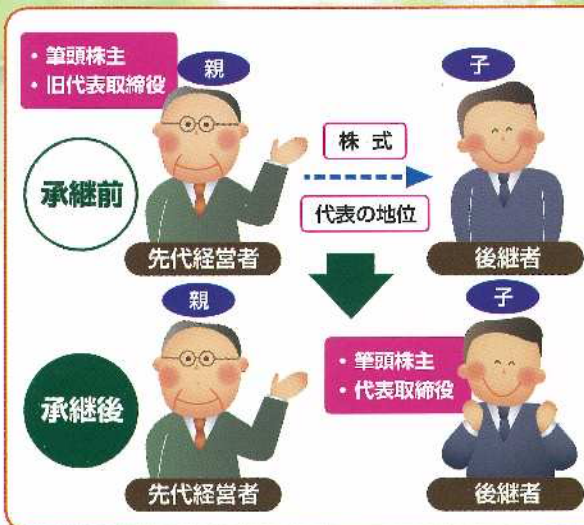 ・筆頭株主
・旧代表取締役
親
子
承継前
株 式
代表の地位
先代経営者
後継者
親
子
承継後
・筆頭株主
・代表取締役
先代経営者
後継者